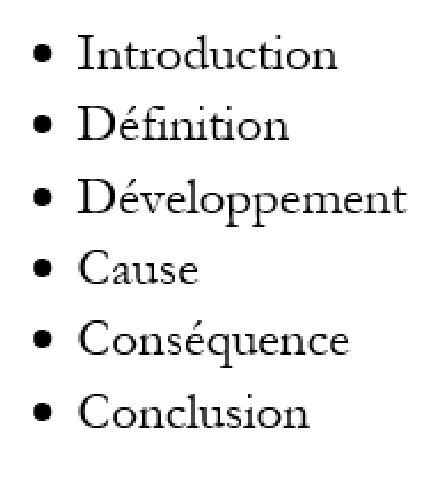 • Introduction
• Définition
• Développement
• Cause
• Conséquence
• Conclusion